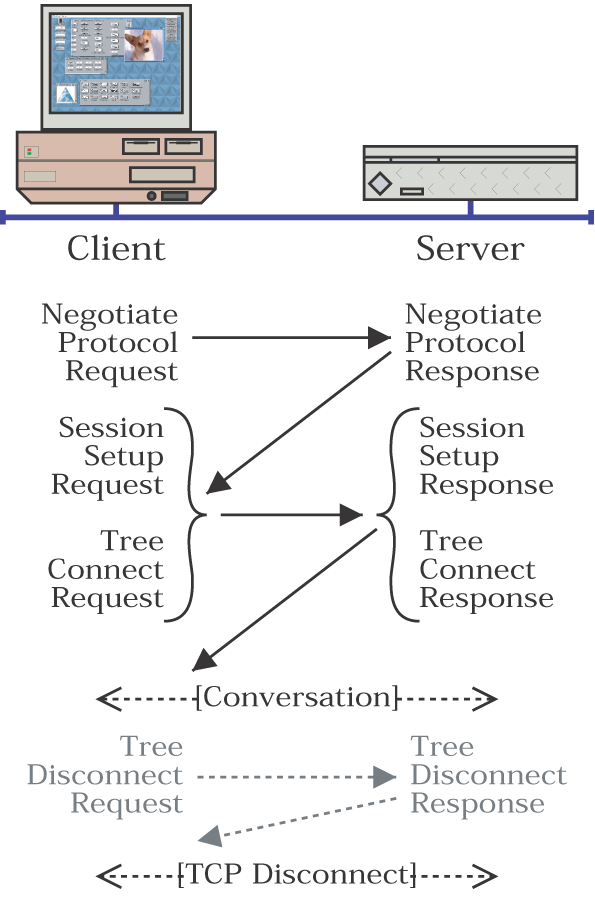 Client
Server
Negotiate
Protocol
Request
Negotiate
Protocol
Response
Session
Setup
Request
Session
Setup
Response
Tree
Connect
Request
Tree
Connect
Response
[Conversation]
Tree
Disconnect
Request
Tree
Disconnect
Response
[TCP Disconnect]